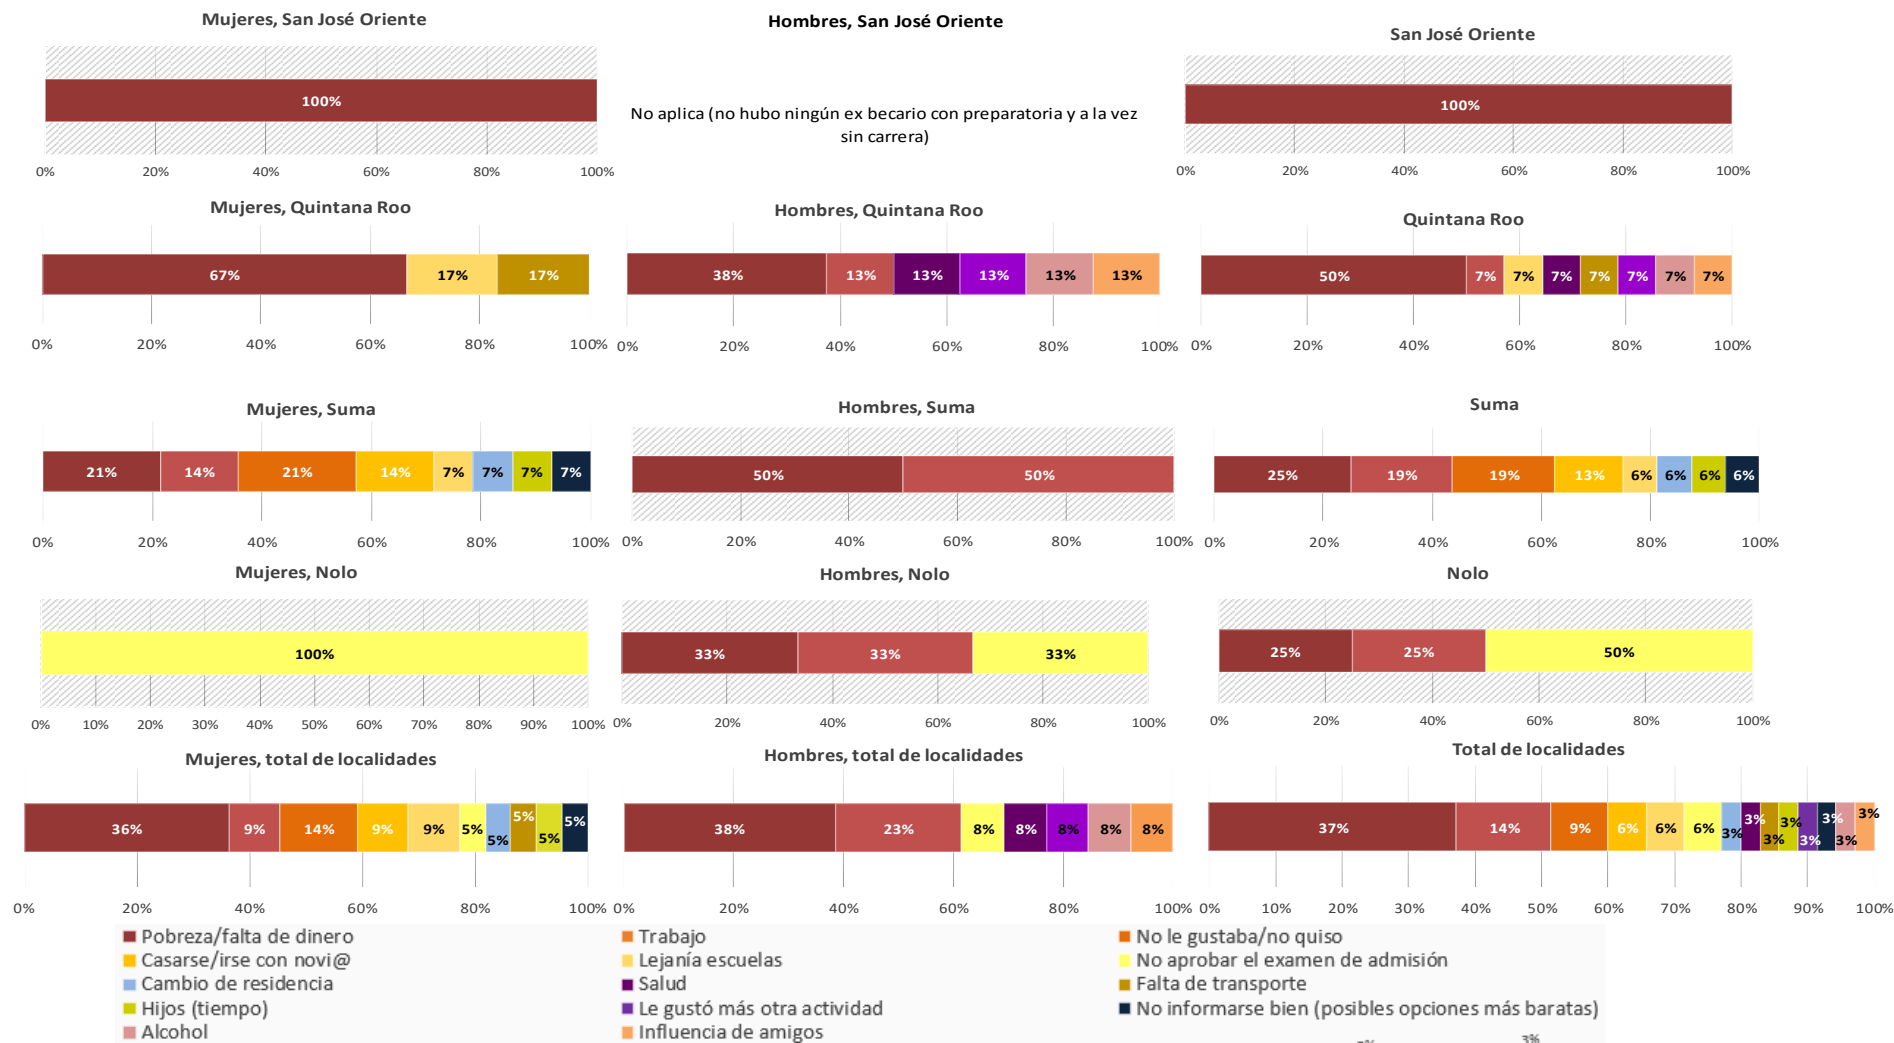 Mujeres, San José Oriente
Hombres, San José Oriente
San José Oriente
100%
No aplica (no hubo ningún ex becario con preparatoria y a la vez
sin carrera)
100%
0% 20% 40% 60% 80% 100%
0% 20% 40% 60% 80% 100%
Mujeres, Quintana Roo
Hombres, Quintana Roo
Quintana Roo
67% 17% 17%
38% 13% 13% 13% 13% 13%
50% 7% 7% 7% 7% 7% 7% 7%
0% 20% 40% 60% 80% 100%
0% 20% 40% 60% 80% 100%
0% 20% 40% 60% 80% 100%
Mujeres, Suma
Hombres, Suma
Suma
21% 14% 21% 14% 7% 7% 7% 7%
50% 50%
25% 19% 19% 13% 6% 6% 6% 6%
0% 20% 40% 60% 80% 100%
0% 20% 40% 60% 80% 100%
0% 20% 40% 60% 80% 100%
Mujeres, Nolo
Hombres, Nolo
Nolo
100%
33% 33% 33%
25% 25% 50%
0% 10% 20% 30% 40% 50% 60% 70% 80% 90% 100%
0% 20% 40% 60% 80% 100%
0% 20% 40% 60% 80% 100%
Mujeres, total de localidades
Hombres, total de localidades
Total de localidades
36% 9% 14% 9% 9% 5% 5% 5% 5% 5%
38% 23% 8% 8% 8% 8% 8%
37% 14% 9% 6% 6% 6% 3% 3% 3% 3% 3% 3% 3% 3%
0% 20% 40% 60% 80% 100%
0% 20% 40% 60% 80% 100%
0% 10% 20% 30% 40% 50% 60% 70% 80% 90% 100%
Pobreza/falta de dinero
Trabajo
No le gustaba/no quiso
Casarse/irse con novi@
Lejanía escuelas
No aprobar el examen de admisión
Cambio de residencia
Salud
Falta de transporte
Hijos (tiempo)
Le gustó más otra actividad
No informarse bien (posibles opciones más baratas)
Alcohol
Influencia de amigos
3%